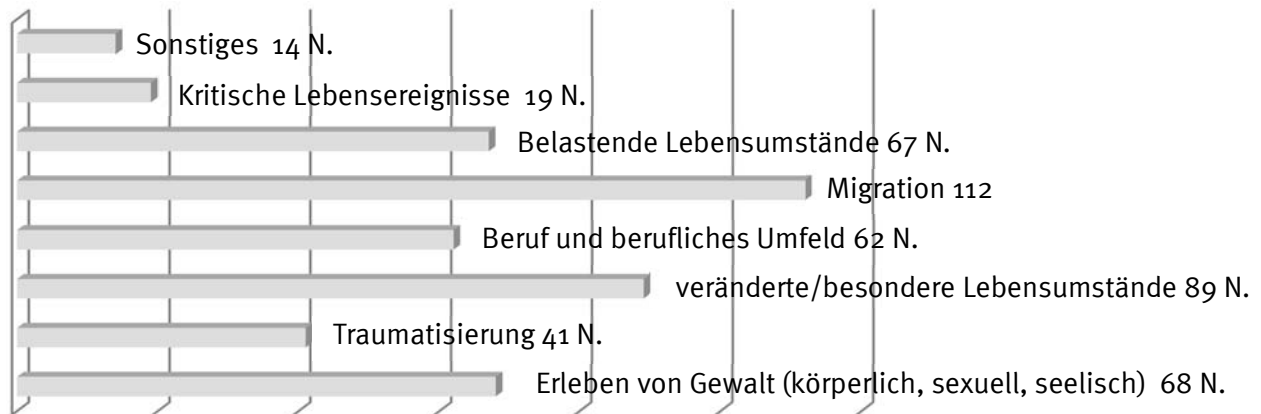 Sonstiges 14 N.
Kritische Lebensereignisse 19 N.
Belastende Lebensumstände 67 N.
Migration 112
Beruf und berufliches Umfeld 62 N.
veränderte/besondere Lebensumstände 89 N.
Traumatisierung 41 N.
Erleben von Gewalt (körperlich, sexuell, seelisch) 68 N.